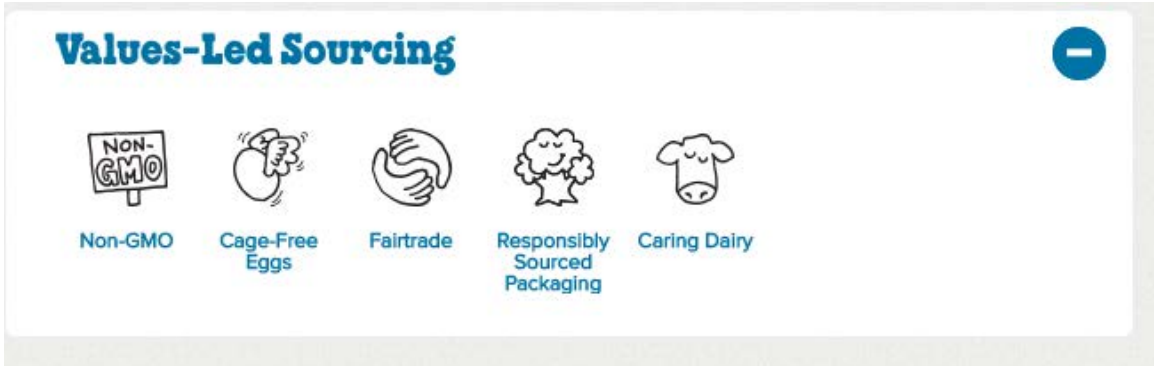 Values-Led Sourcing
NON-
GMO
Non-GMO
Cage-Free
Eggs
Fairtrade
Responsibly
Sourced
Packaging
Caring Dairy